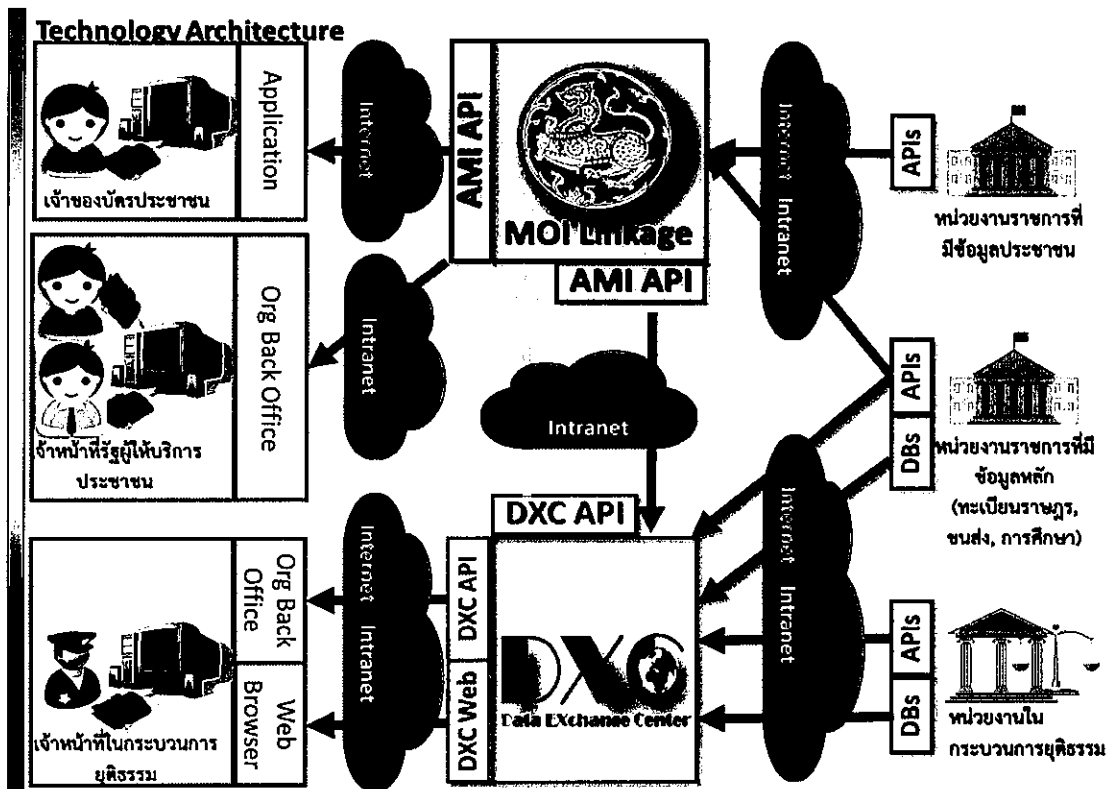 Technology Architecture
เจ้าของบัตรประชาชน
Application
Internet
AMI API
MOI Linkage
AMI API
Internet
Intranet
APIs
หน่วยงานราชการที่
มีข้อมูลประชาชน
จ้าหน้าที่รัฐผู้ให้บริการ
ประชาชน
Org Back Office
Intranet
Intranet
APIs
DBs
หน่วยงานราชการที่มี
ข้อมูลหลัก
(ทะเบียนราษฎร,
ขนส่ง, การศึกษา)
DXC API
เจ้าหน้าที่ในกระบวนการ
ยุติธรรม
Org Back
Office
Web
Browser
Internet
Intranet
DXC API
DXC Web
DXC
Data EXchange Center
Internet
Intranet
APIs
DBs
หน่วยงานใน
กระบวนการยุติธรรม